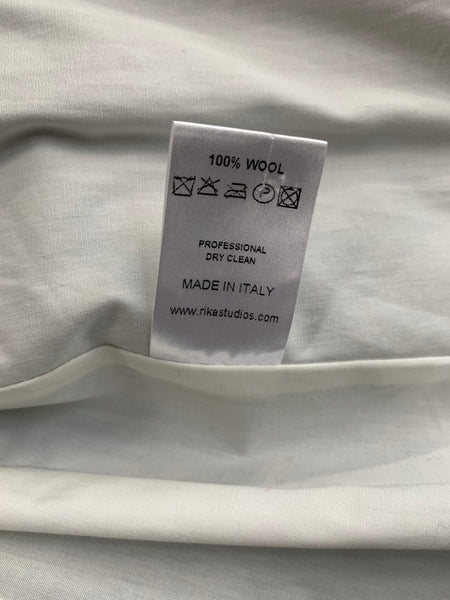 100% WOOL
P
PROFESSIONAL
DRY CLEAN
MADE IN ITALY
www.rikastudios.com